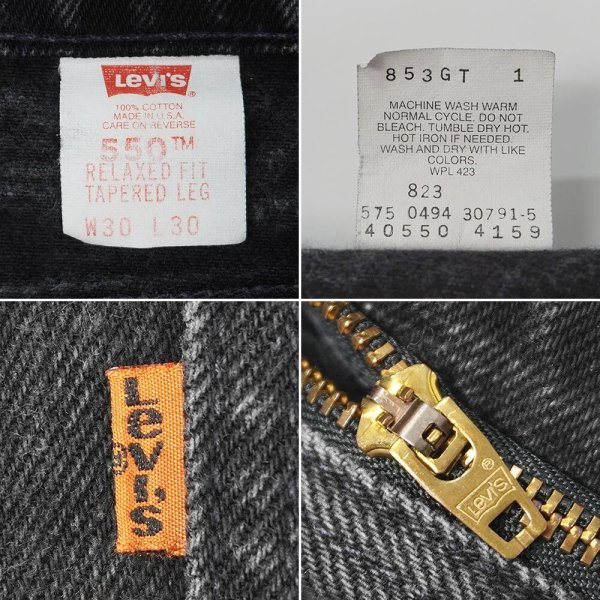 Levi's
®
100% COTTON
MADE IN U.S.A.
CARE ON REVERSE
550™
RELAXED FIT
TAPERED LEG
W30 L30
853GT 1
MACHINE WASH WARM
NORMAL CYCLE. DO NOT
BLEACH. TUMBLE DRY HOT.
HOT IRON IF NEEDED.
WASH AND DRY WITH LIKE
COLORS.
WPL 423
823
575 0494 30791-5
40550 4159
LeVI's
®
LEVI'S
®